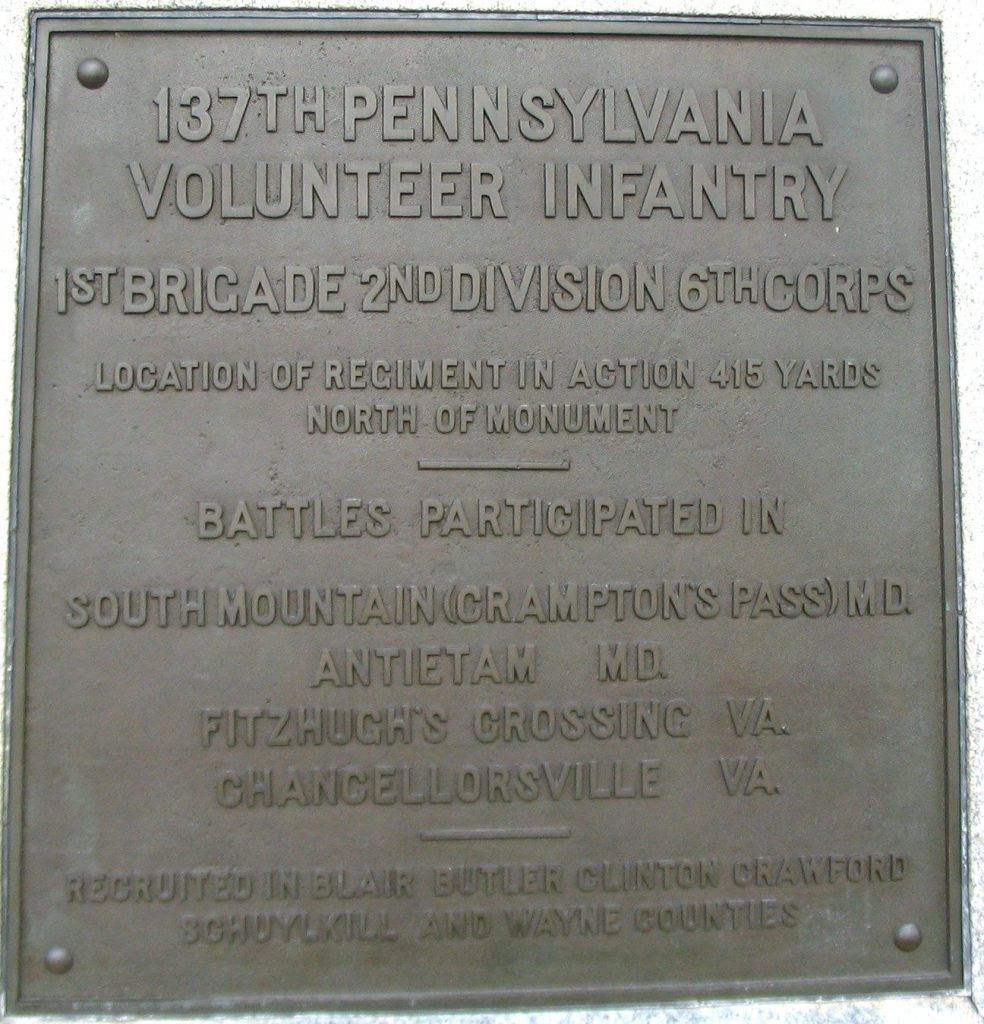 137TH PENNSYLVANIA
VOLUNTEER INFANTRY
1ST BRIGADE 2ND DIVISION 6TH CORPS
LOCATION OF REGIMENT IN ACTION 415 YARDS
NORTH OF MONUMENT
BATTLES PARTICIPATED IN
SOUTH MOUNTAIN (CRAMPTON'S PASS) MD.
ANTIETAM MD.
FITZHUGH'S CROSSING VA.
CHANCELLORSVILLE VA.
RECRUITED IN BLAIR BUTLER CLINTON CRAWFORD
SCHUYLKILL AND WAYNE COUNTIES